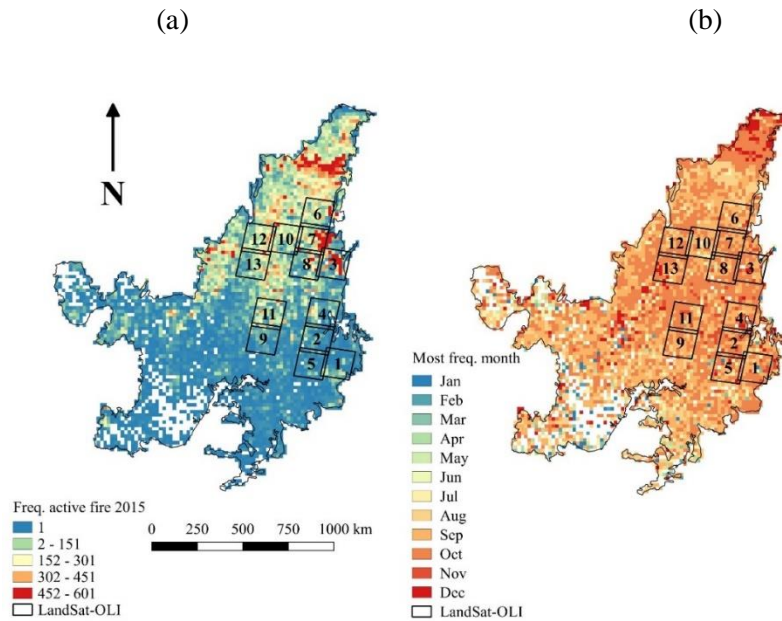 (a)
(b)
N
6
12 10 7
13 8 3
11 4
9 2
5 1
Freq. active fire 2015
1
2 - 151
152 - 301
302 - 451
452 - 601
LandSat-OLI
0 250 500 750 1000 km
6
12 10 7
13 8 3
11 4
9 2
5 1
Most freq. month
Jan
Feb
Mar
Apr
May
Jun
Jul
Aug
Sep
Oct
Nov
Dec
LandSat-OLI